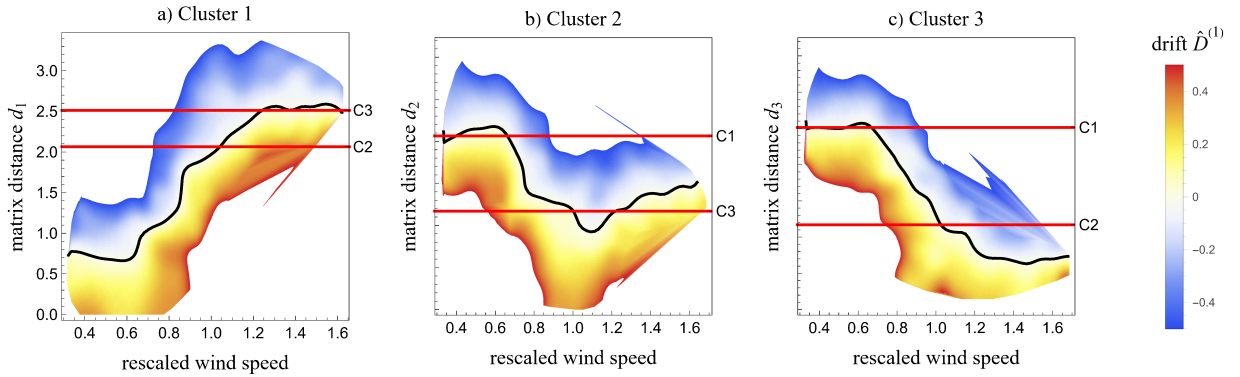 a) Cluster 1
b) Cluster 2
c) Cluster 3
drift D̂⁽¹⁾
matrix distance d₁
3.0
2.5
2.0
1.5
1.0
0.5
0.0
C3
C2
0.4 0.6 0.8 1.0 1.2 1.4 1.6
rescaled wind speed
matrix distance d₂
C1
C3
0.4 0.6 0.8 1.0 1.2 1.4 1.6
rescaled wind speed
matrix distance d₃
C1
C2
0.4 0.6 0.8 1.0 1.2 1.4 1.6
rescaled wind speed
0.4
0.2
0
−0.2
−0.4